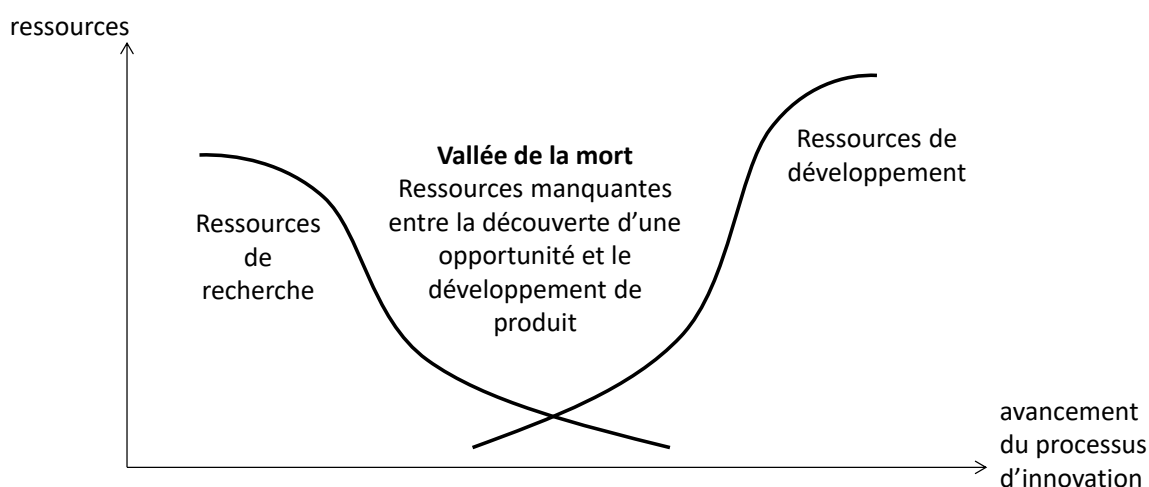 ressources
Vallée de la mort
Ressources manquantes
entre la découverte d’une
opportunité et le
développement de
produit
Ressources
de
recherche
Ressources de
développement
avancement
du processus
d’innovation